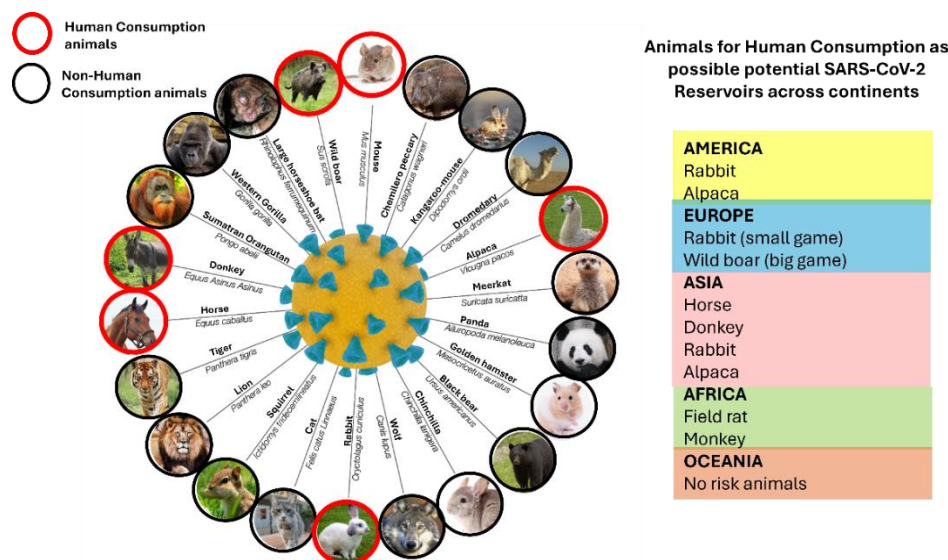 Human Consumption
animals
Non-Human
Consumption animals
Mouse
Mus musculus
Chemilero peccary
Catagonus wagneri
Kangaroo-mouse
Dipodomys ordii
Dromedary
Camelus dromedarius
Alpaca
Vicugna pacos
Meerkat
Suricata suricatta
Panda
Ailuropoda melanoleuca
Golden hamster
Mesocricetus auratus
Black bear
Ursus americanus
Chinchilla
Chinchilla lanigera
Wolf
Canis lupus
Rabbit
Oryctolagus cuniculus
Cat
Felis catus Linnaeus
Squirrel
Ictidomys tridecemlineatus
Lion
Panthera leo
Tiger
Panthera tigris
Horse
Equus caballus
Donkey
Equus Asinus Asinus
Sumatran Orangutan
Pongo abelii
Western Gorilla
Gorilla gorilla
Large horseshoe bat
Rhinolophus ferrumequinum
Wild boar
Sus scrofa
Animals for Human Consumption as
possible potential SARS-CoV-2
Reservoirs across continents
AMERICA
Rabbit
Alpaca
EUROPE
Rabbit (small game)
Wild boar (big game)
ASIA
Horse
Donkey
Rabbit
Alpaca
AFRICA
Field rat
Monkey
OCEANIA
No risk animals